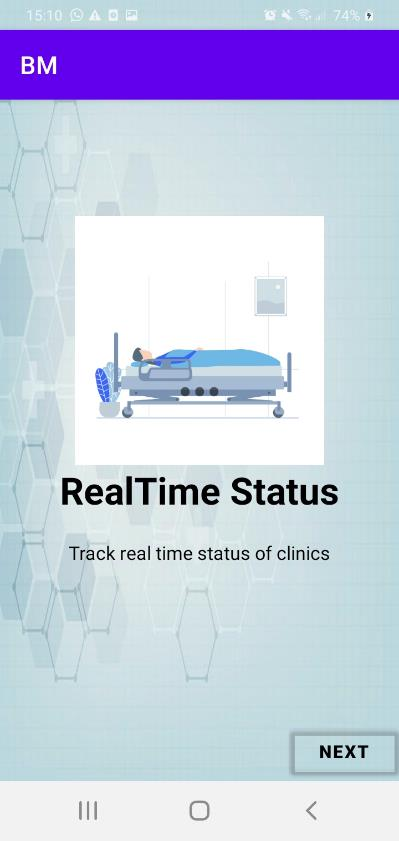 15:10 74%
BM
RealTime Status
Track real time status of clinics
NEXT